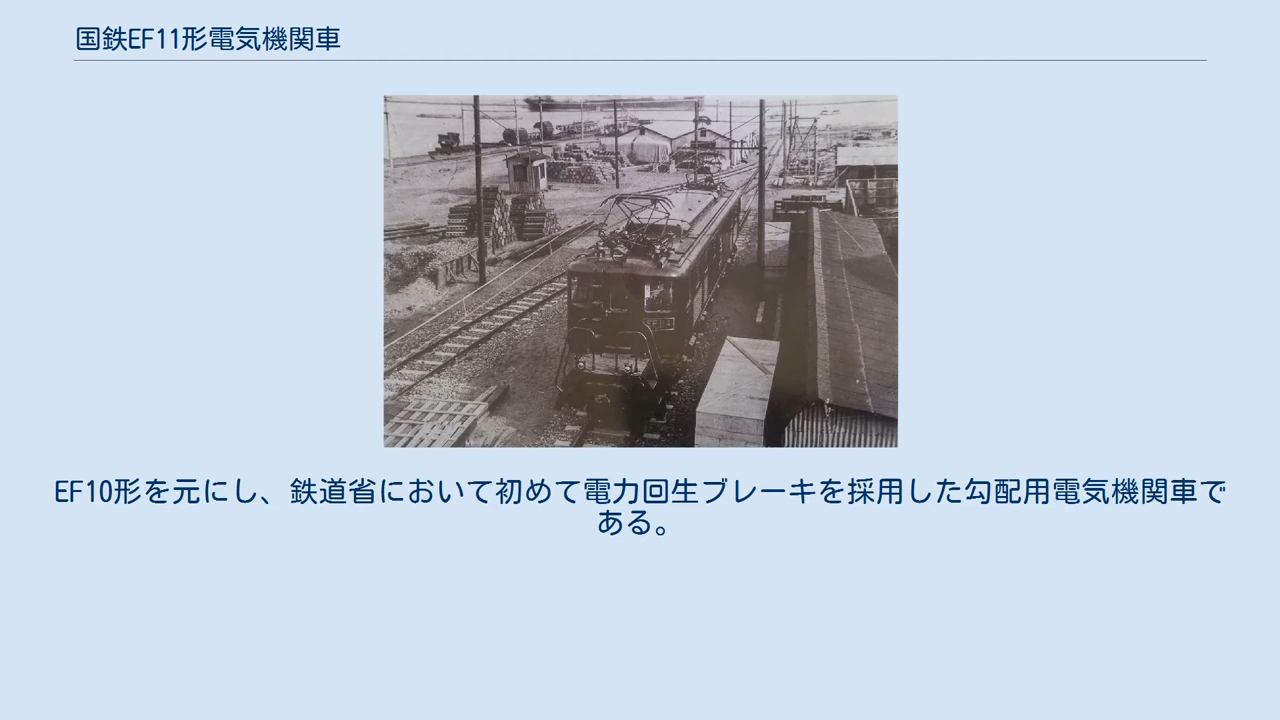 国鉄EF11形電気機関車
EF10形を元にし、鉄道省において初めて電力回生ブレーキを採用した勾配用電気機関車で
ある。